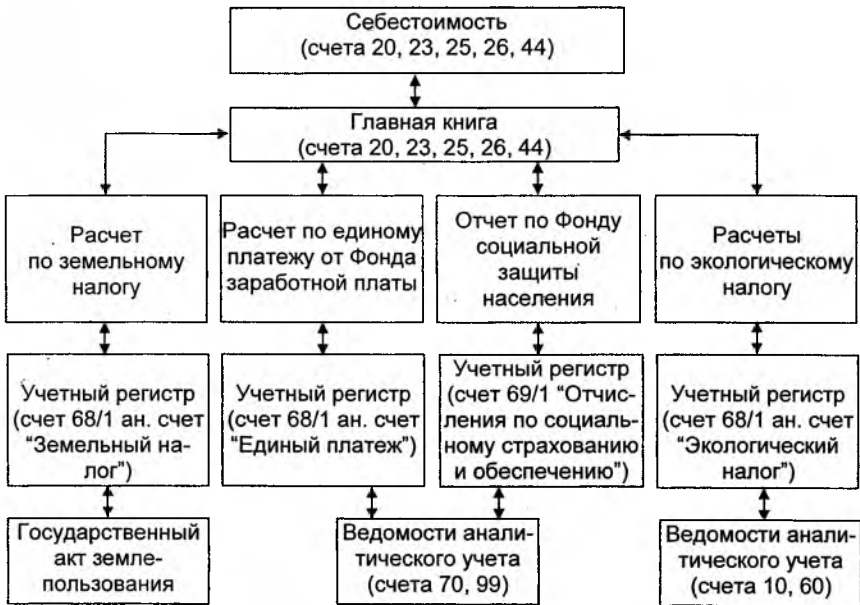 Себестоимость
(счета 20, 23, 25, 26, 44)
Главная книга
(счета 20, 23, 25, 26, 44)
Расчет
по земельному
налогу
Расчет по единому
платежу от Фонда
заработной платы
Отчет по Фонду
социальной
защиты
населения
Расчеты
по экологическому
налогу
Учетный регистр
(счет 68/1 ан. счет
“Земельный на-
лог”)
Учетный регистр
(счет 68/1 ан. счет
“Единый платеж”)
Учетный регистр
(счет 69/1 “Отчис-
ления по социаль-
ному страхованию
и обеспечению”)
Учетный регистр
(счет 68/1 ан. счет
“Экологический
налог”)
Государственный
акт земле-
пользования
Ведомости анали-
тического учета
(счета 70, 99)
Ведомости анали-
тического учета
(счета 10, 60)